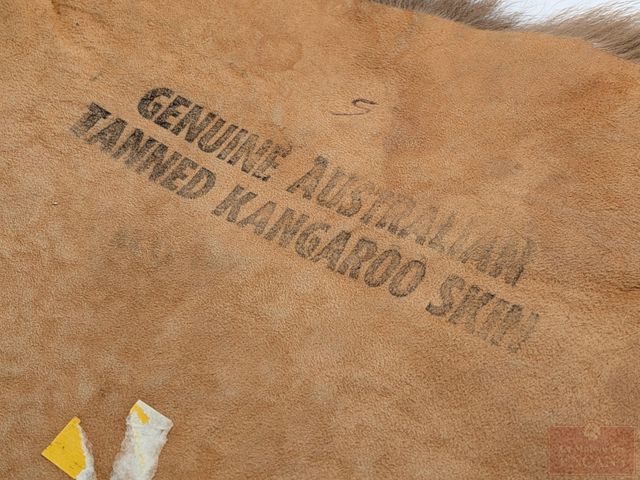 S
GENUINE AUSTRALIAN
TANNED KANGAROO SKIN